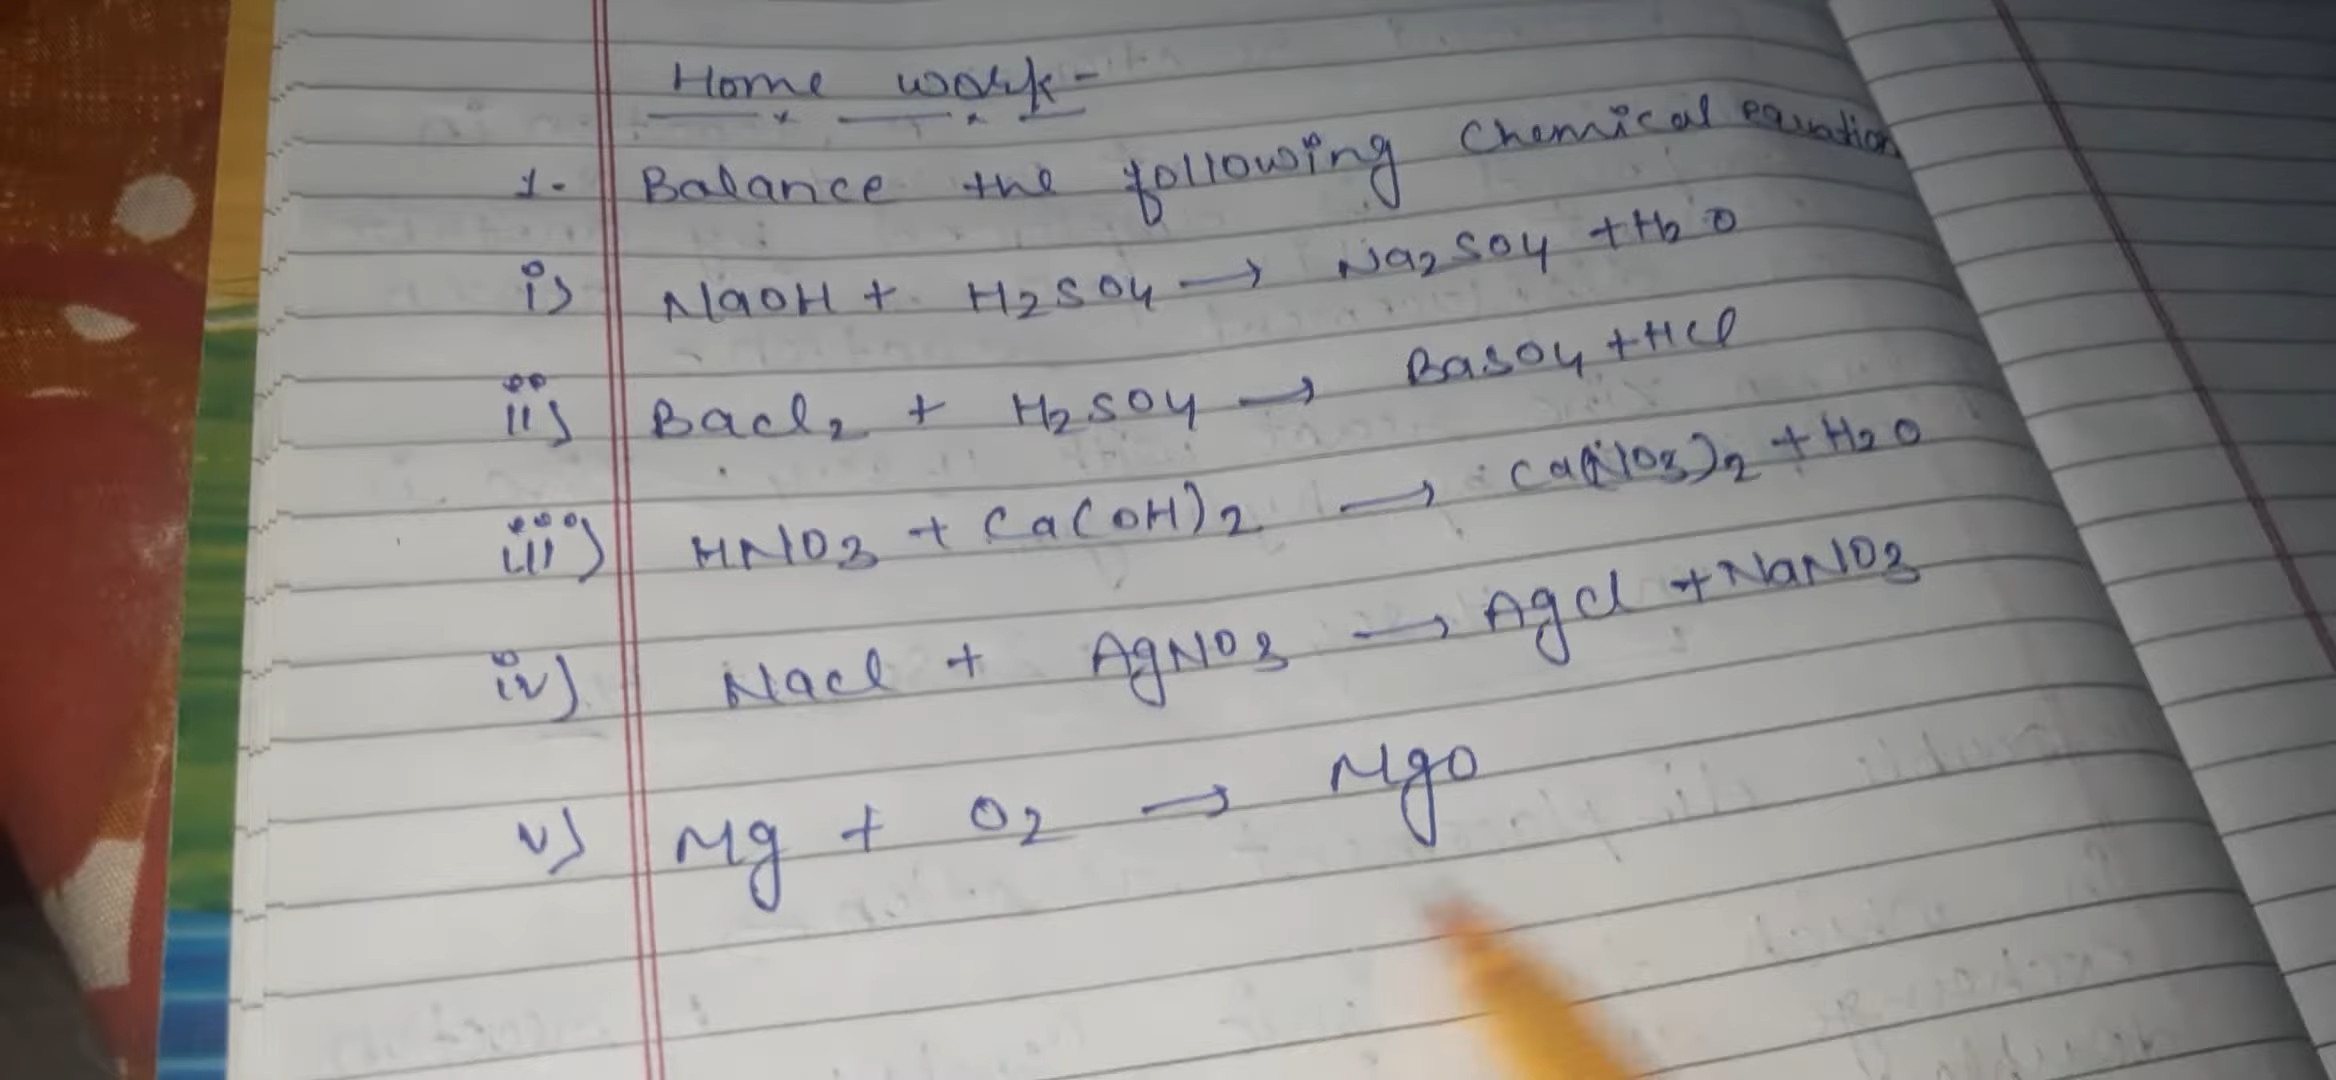 Home work-
1. Balance the following Chemical equation
i) NaOH + H2SO4 → Na2SO4 + H2O
ii) Bacl2 + H2SO4 → BaSO4 + HCl
iii) HNO3 + Ca(OH)2 → Ca(NO3)2 + H2O
iv) Nacl + AgNO3 → Agcl + NaNO3
v) Mg + O2 → MgO